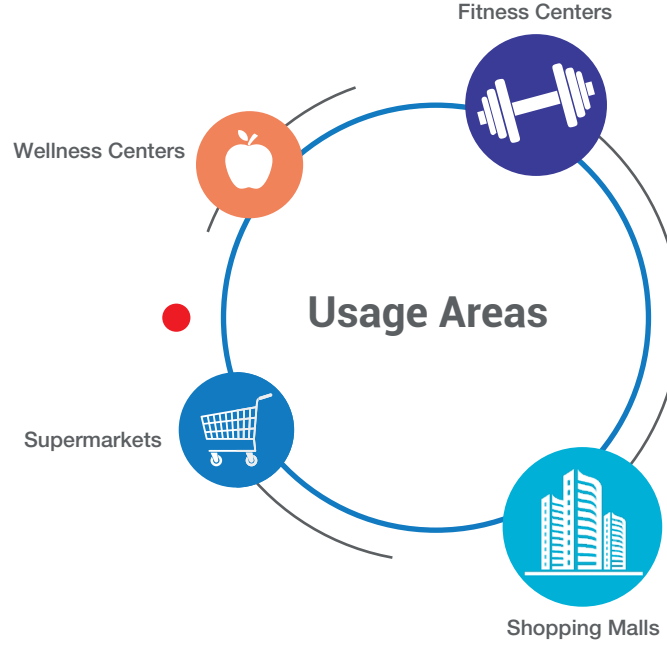 Fitness Centers
Wellness Centers
Usage Areas
Supermarkets
Shopping Malls